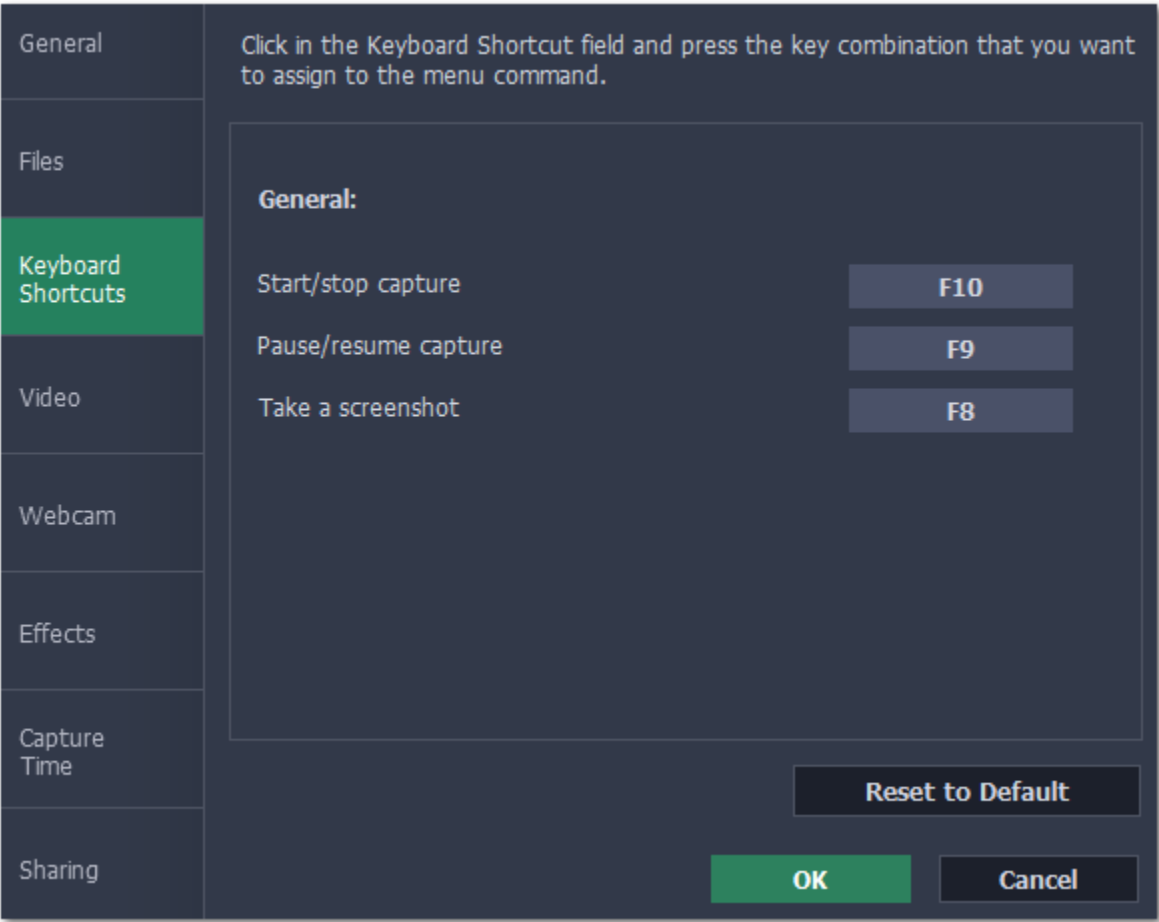 General
Files
Keyboard
Shortcuts
Video
Webcam
Effects
Capture
Time
Sharing
Click in the Keyboard Shortcut field and press the key combination that you want
to assign to the menu command.
General:
Start/stop capture F10
Pause/resume capture F9
Take a screenshot F8
Reset to Default
OK Cancel